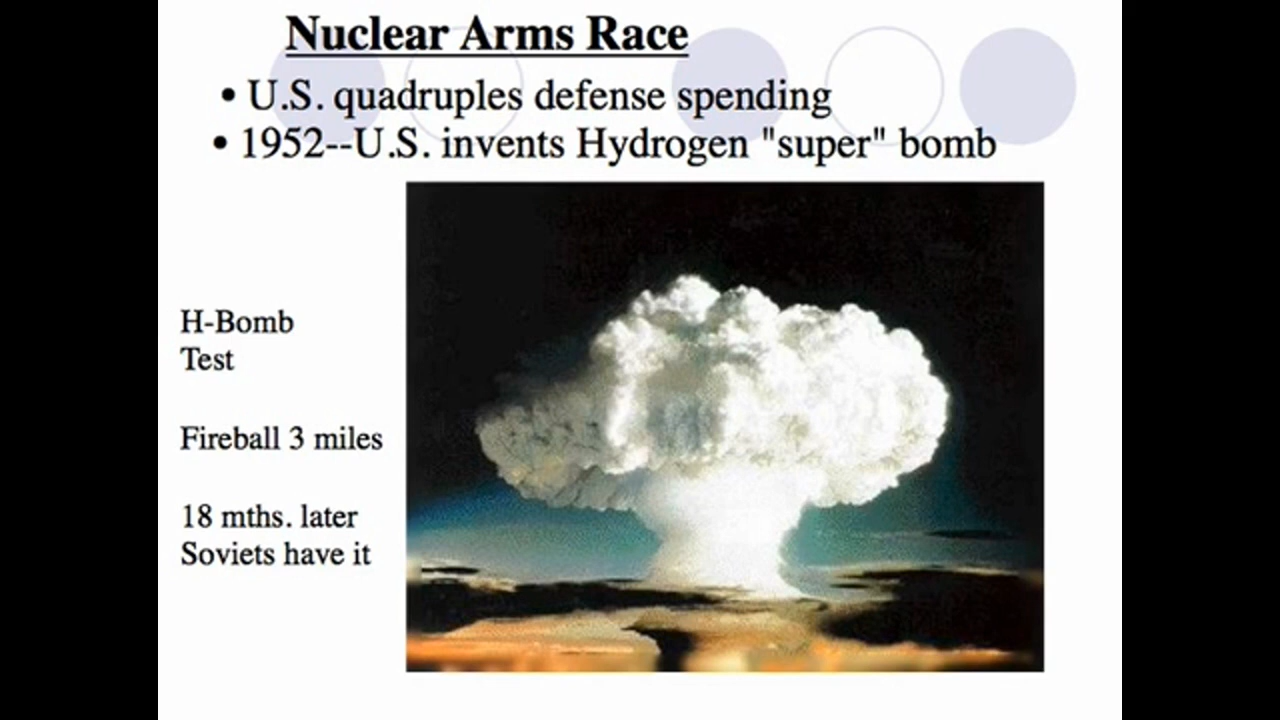 Nuclear Arms Race
• U.S. quadruples defense spending
• 1952--U.S. invents Hydrogen "super" bomb
H-Bomb
Test
Fireball 3 miles
18 mths. later
Soviets have it